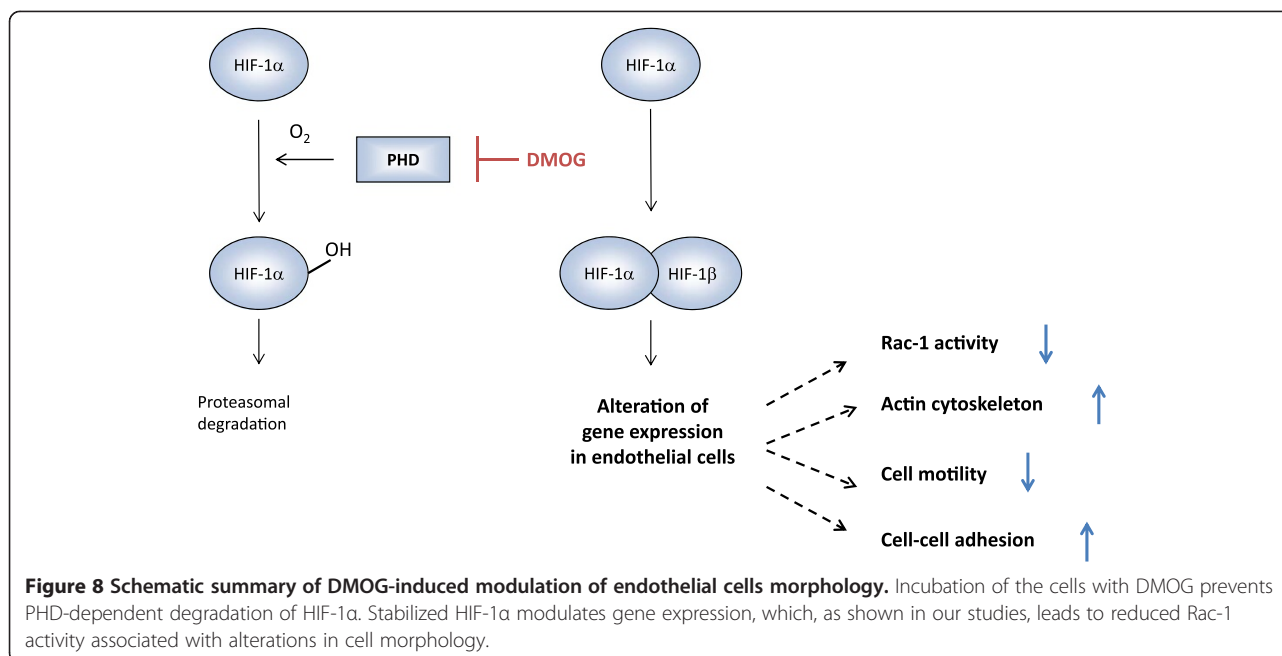 HIF-1α
HIF-1α
O₂
PHD
DMOG
OH
HIF-1α
HIF-1α
HIF-1β
Proteasomal
degradation
Alteration of
gene expression
in endothelial cells
Rac-1 activity
Actin cytoskeleton
Cell motility
Cell-cell adhesion
Figure 8 Schematic summary of DMOG-induced modulation of endothelial cells morphology. Incubation of the cells with DMOG prevents
PHD-dependent degradation of HIF-1α. Stabilized HIF-1α modulates gene expression, which, as shown in our studies, leads to reduced Rac-1
activity associated with alterations in cell morphology.